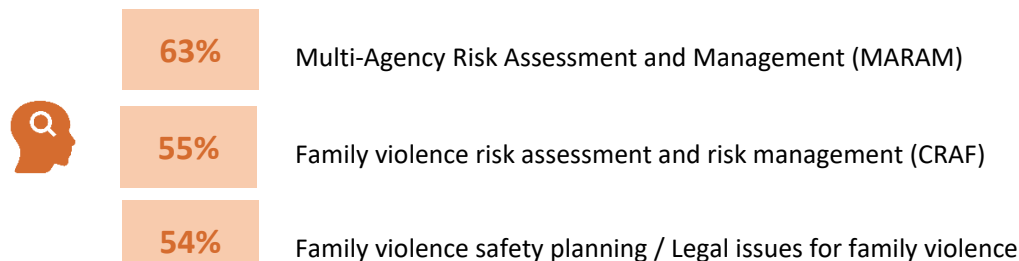 63% Multi-Agency Risk Assessment and Management (MARAM)
55% Family violence risk assessment and risk management (CRAF)
54% Family violence safety planning / Legal issues for family violence